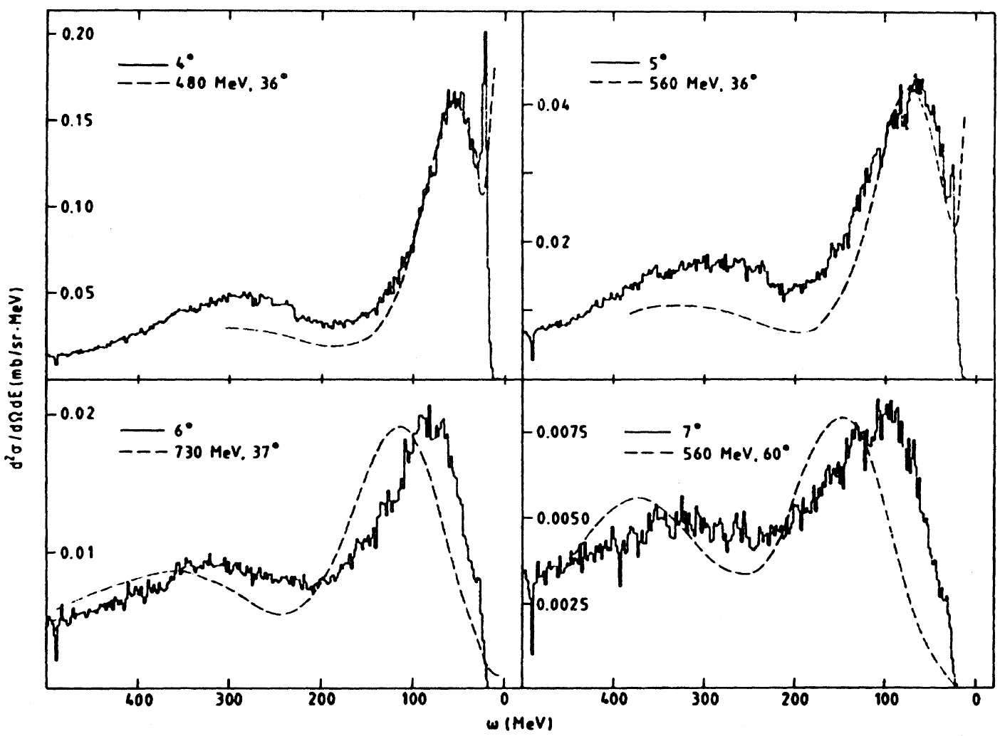 0.20
4°
480 MeV, 36°
0.15
0.10
0.05
5°
560 MeV, 36°
0.04
0.02
d²σ/dΩdE (mb/sr·MeV)
0.02
6°
730 MeV, 37°
0.01
7°
0.0075
560 MeV, 60°
0.0050
0.0025
400 300 200 100 0
400 300 200 100 0
ω (MeV)